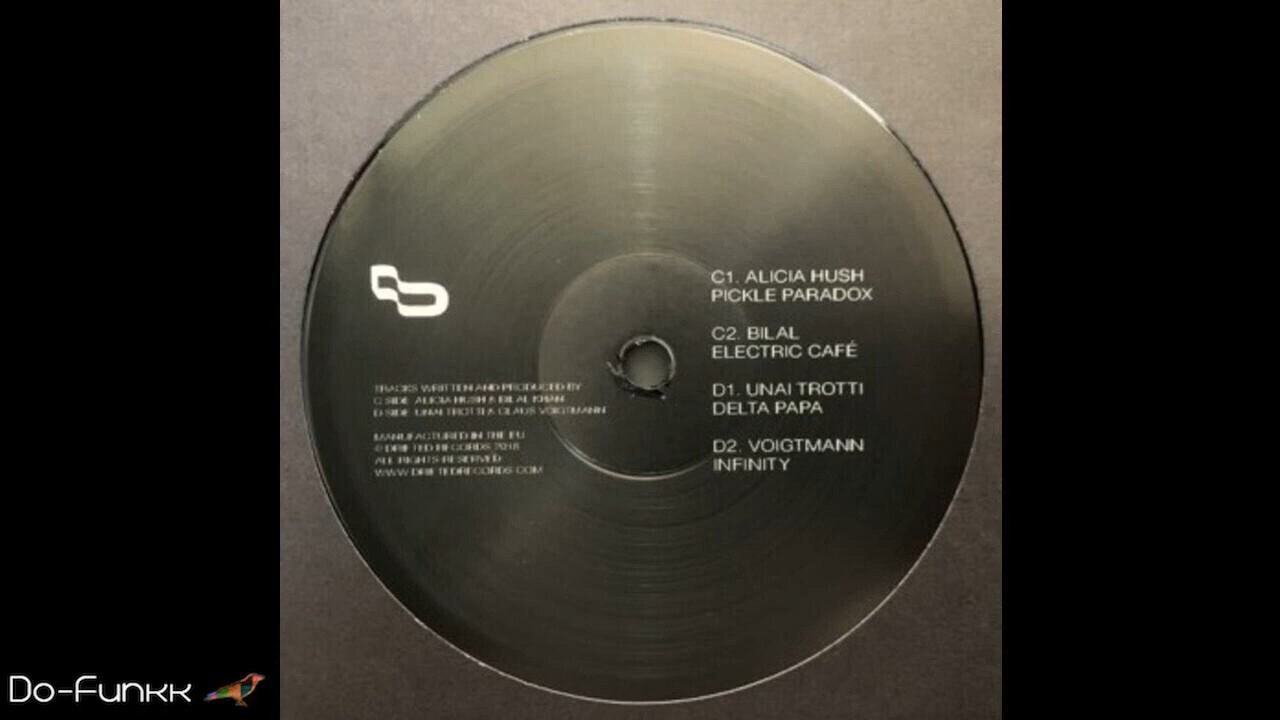 C1. ALICIA HUSH
PICKLE PARADOX
C2. BILAL
ELECTRIC CAFÉ
D1. UNAI TROTTI
DELTA PAPA
D2. VOIGTMANN
INFINITY
TRACKS WRITTEN AND PRODUCED BY
C SIDE: ALICIA HUSH & BILAL KHAN
D SIDE: UNAI TROTTI & CLAUS VOIGTMANN
MANUFACTURED IN THE EU
© DRIFTED RECORDS
ALL RIGHTS RESERVED
WWW.DRIFTEDRECORDS.COM
Do-Funkk